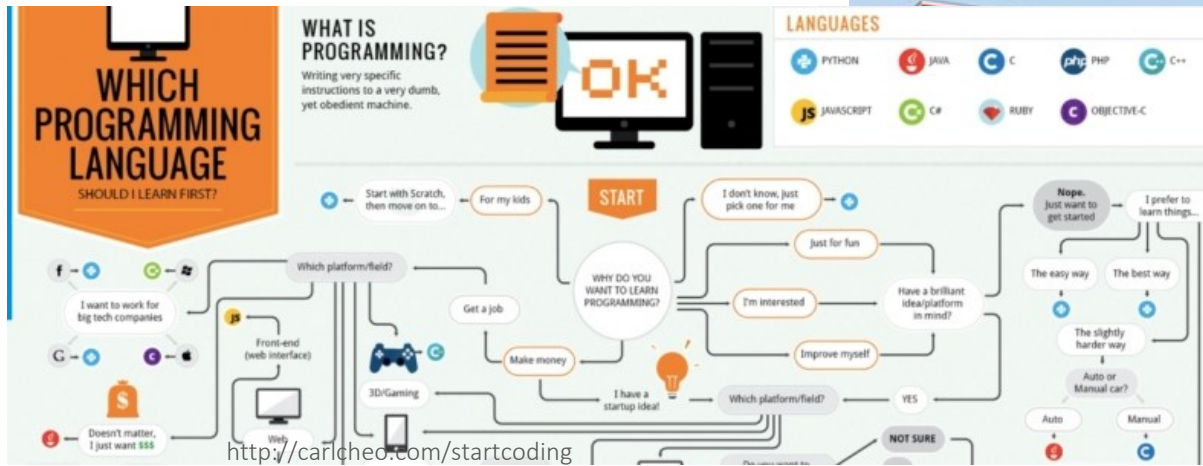 WHICH
PROGRAMMING
LANGUAGE
SHOULD I LEARN FIRST?
WHAT IS
PROGRAMMING?
Writing very specific
instructions to a very dumb,
yet obedient machine.
OK
LANGUAGES
PYTHON
JAVA
C
C
php PHP
C++
JS JAVASCRIPT
C#
RUBY
C OBJECTIVE-C
START
Start with Scratch,
then move on to...
For my kids
I don't know, just
pick one for me
Nope.
Just want to
get started
I prefer to
learn things...
Just for fun
Which platform/field?
WHY DO YOU
WANT TO LEARN
PROGRAMMING?
The easy way
The best way
f
I want to work for
big tech companies
Get a job
I'm interested
Have a brilliant
idea/platform
in mind?
JS
Front-end
(web interface)
G
C
The slightly
harder way
Make money
Improve myself
3D/Gaming
I have a
startup idea!
Which platform/field?
YES
Auto or
Manual car?
$
Auto
Manual
Doesn't matter,
I just want $$$
Web
NOT SURE
C
Do you want to
http://carlcheo.com/startcoding